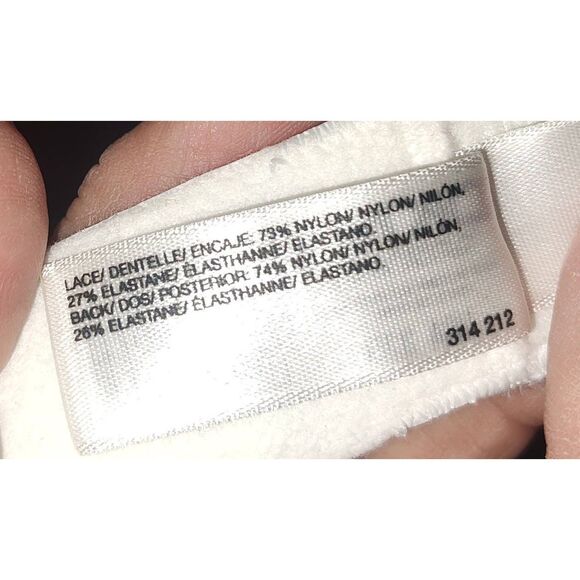 LACE/ DENTELLE/ ENCAJE: 73% NYLON/ NYLON/ NILÓN.
27% ELASTANE/ ÉLASTHANNE/ ELASTANO.
BACK/ DOS/ POSTERIOR: 74% NYLON/ NYLON/ NILÓN.
26% ELASTANE/ ÉLASTHANNE/ ELASTANO.
314 212